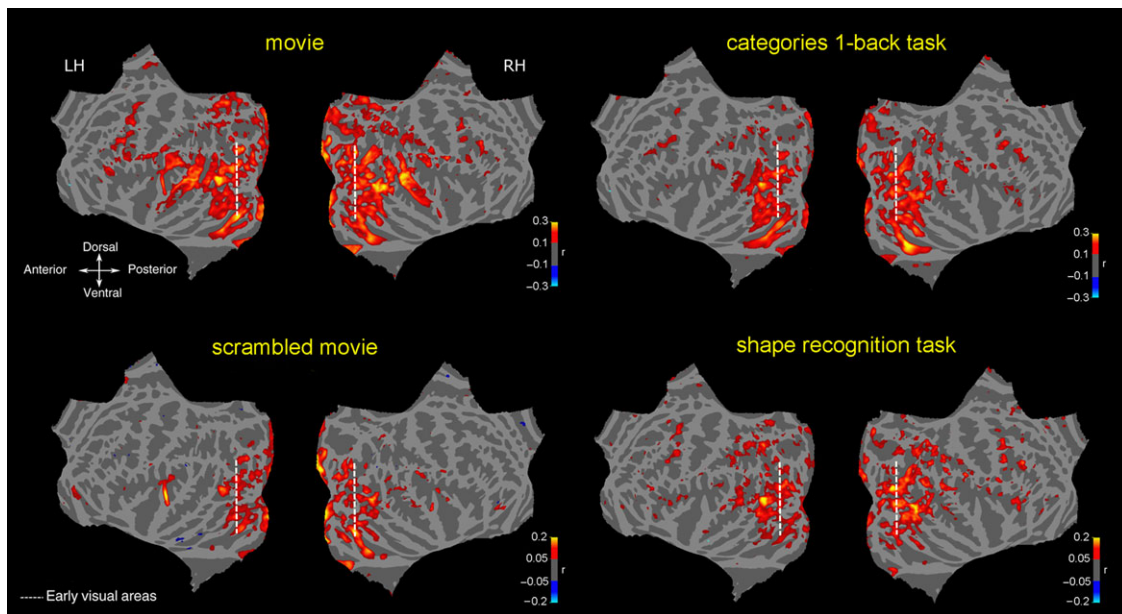 movie
categories 1-back task
LH
RH
0.3
0.1
r
−0.1
−0.3
0.3
0.1
r
−0.1
−0.3
Dorsal
Anterior
Posterior
Ventral
scrambled movie
shape recognition task
0.2
0.05
r
−0.05
−0.2
0.2
0.05
r
−0.05
−0.2
Early visual areas